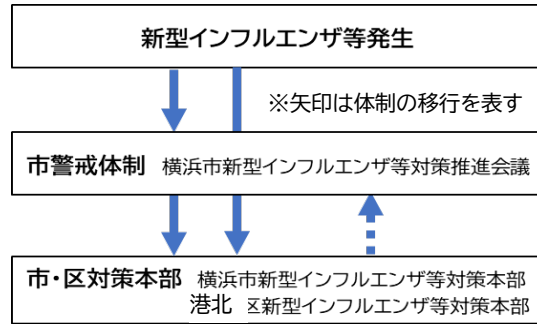 新型インフルエンザ等発生
※矢印は体制の移行を表す
市警戒体制 横浜市新型インフルエンザ等対策推進会議
市・区対策本部 横浜市新型インフルエンザ等対策本部
港北 区新型インフルエンザ等対策本部